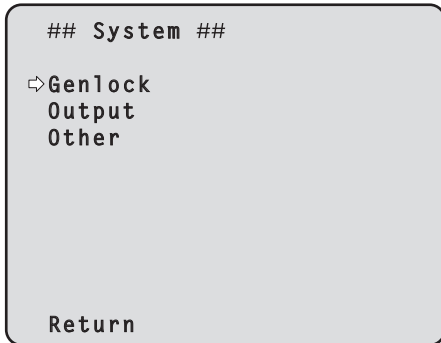 ## System ##
⇨Genlock
Output
Other
Return